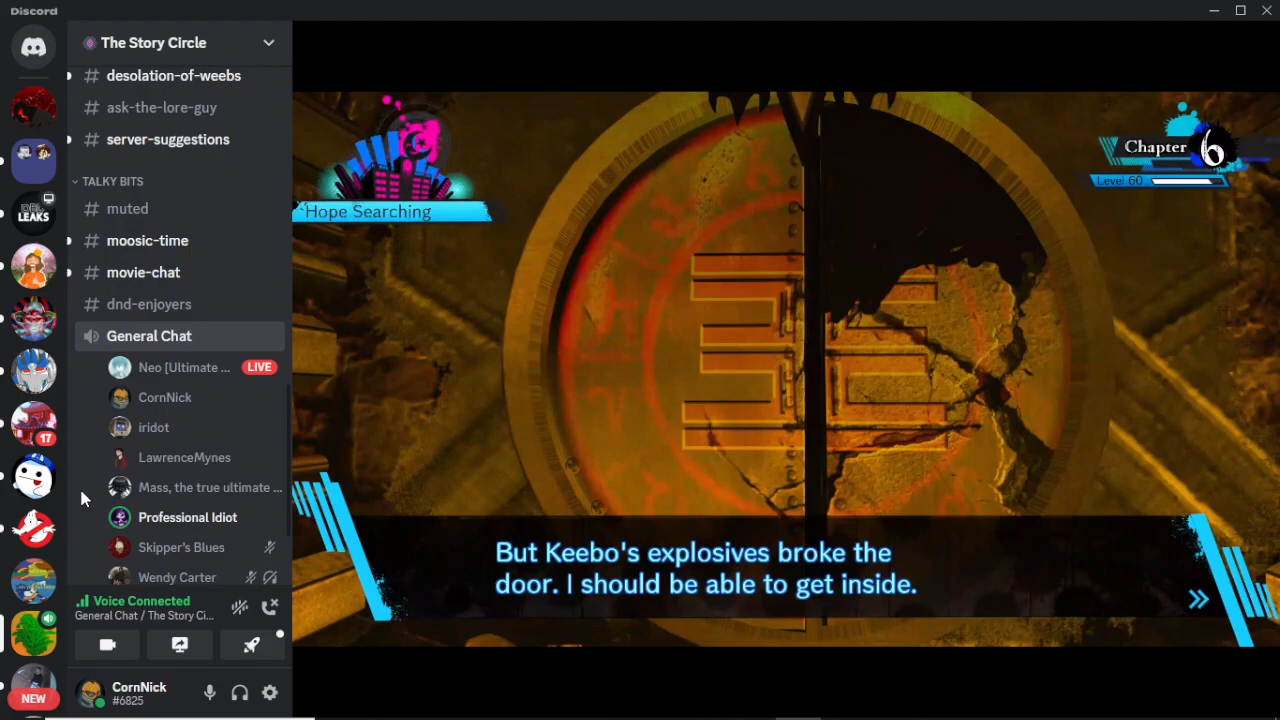 Discord
The Story Circle
desolation-of-weebs
ask-the-lore-guy
server-suggestions
TALKY BITS
muted
moosic-time
movie-chat
dnd-enjoyers
General Chat
Neo [Ultimate ... LIVE
CornNick
iridot
LawrenceMynes
Mass, the true ultimate ...
Professional Idiot
Skipper's Blues
Wendy Carter
Voice Connected
General Chat / The Story Ci...
CornNick
#6825
LEAKS
17
NEW
Hope Searching
Chapter 6
Level 60
But Keebo's explosives broke the
door. I should be able to get inside.